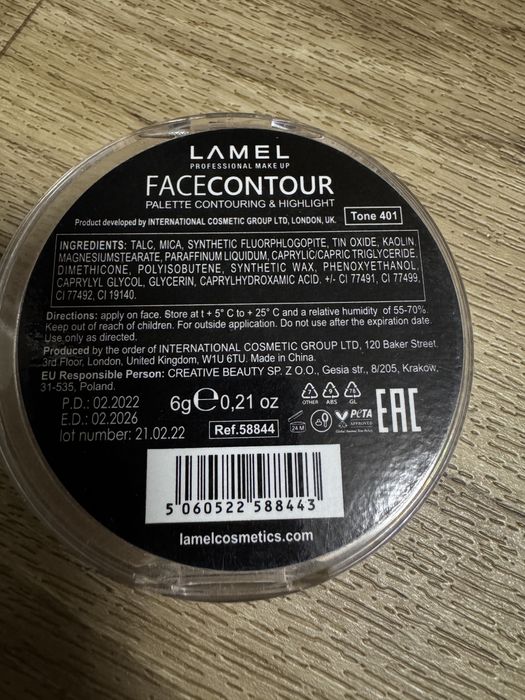 LAMEL
PROFESSIONAL MAKE UP
FACECONTOUR
PALETTE CONTOURING & HIGHLIGHT
Product developed by INTERNATIONAL COSMETIC GROUP LTD, LONDON, UK. Tone 401
INGREDIENTS: TALC, MICA, SYNTHETIC FLUORPHLOGOPITE, TIN OXIDE, KAOLIN,
MAGNESIUMSTEARATE, PARAFFINUM LIQUIDUM, CAPRYLIC/CAPRIC TRIGLYCERIDE,
DIMETHICONE, POLYISOBUTENE, SYNTHETIC WAX, PHENOXYETHANOL,
CAPRYLYL GLYCOL, GLYCERIN, CAPRYLHYDROXAMIC ACID. +/- CI 77491, CI 77499,
CI 77492, CI 19140.
Directions: apply on face. Store at t + 5° C to + 25° C and a relative humidity of 55-70%.
Keep out of reach of children. For outside application. Do not use after the expiration date.
Use only as directed.
Produced by the order of INTERNATIONAL COSMETIC GROUP LTD, 120 Baker Street,
3rd Floor, London, United Kingdom, W1U 6TU. Made in China.
EU Responsible Person: CREATIVE BEAUTY SP. Z O.O., Gesia str., 8/205, Krakow,
31-535, Poland.
P.D.: 02.2022
E.D.: 02.2026
lot number: 21.02.22
6g℮0,21 oz
Ref.58844
OTHER ABS GL
24 M PETA APPROVED
EAC
5 060522 588443
lamelcosmetics.com